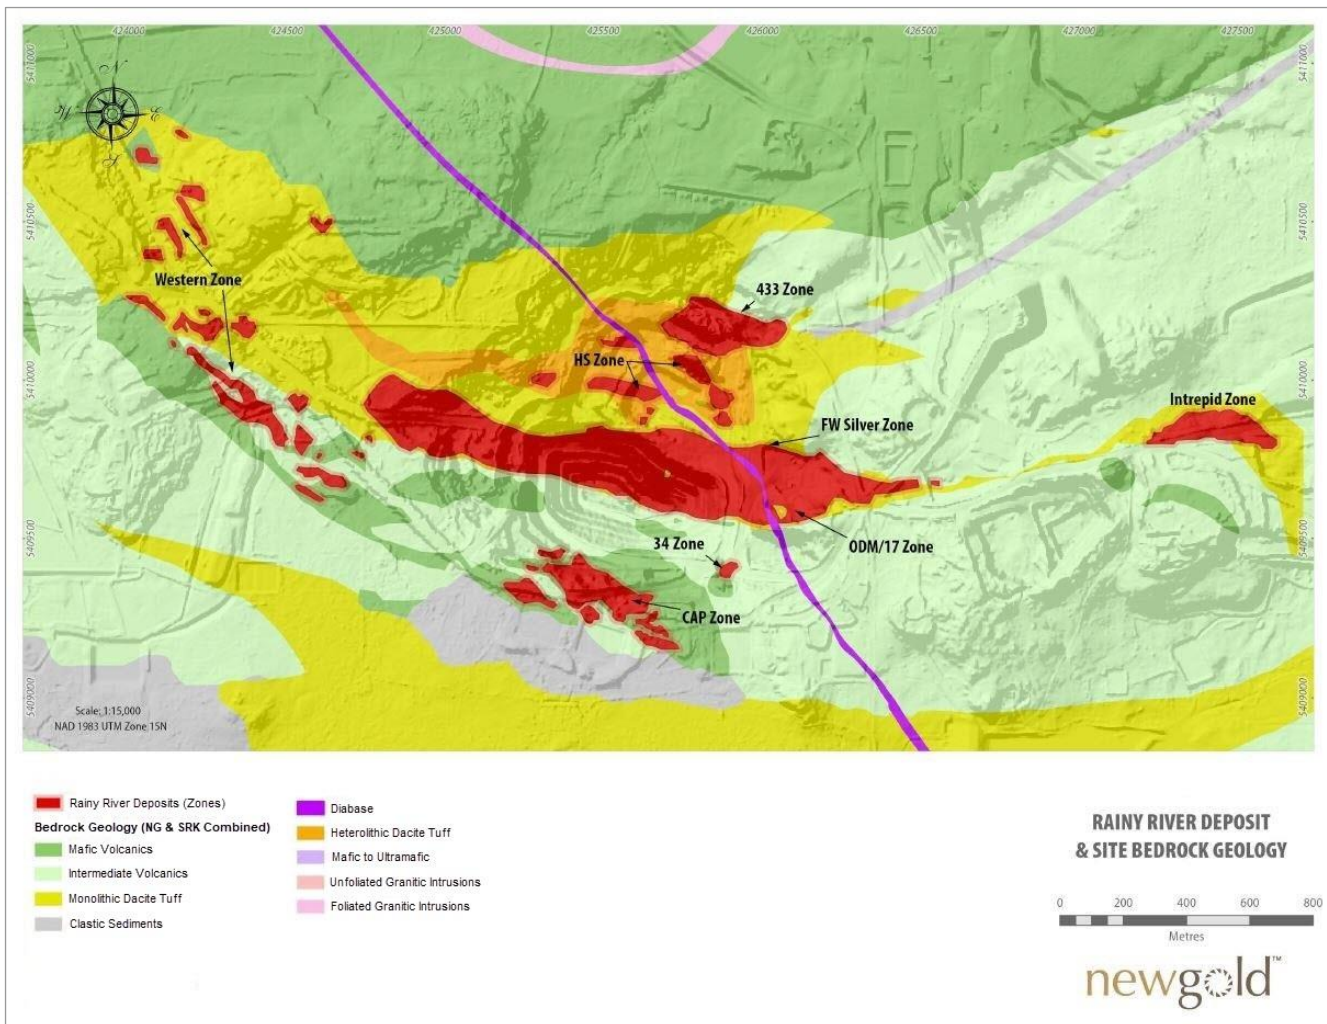 424000
424500
425000
425500
426000
426500
427000
427500
5411000
5411000
N
W
E
S
5410500
5410500
Western Zone
433 Zone
HS Zone
5410000
5410000
Intrepid Zone
FW Silver Zone
5409500
5409500
34 Zone
ODM/17 Zone
CAP Zone
5409000
5409000
Scale; 1:15,000
NAD 1983 UTM Zone 15N
Rainy River Deposits (Zones)
Bedrock Geology (NG & SRK Combined)
Mafic Volcanics
Intermediate Volcanics
Monolithic Dacite Tuff
Clastic Sediments
Diabase
Heterolithic Dacite Tuff
Mafic to Ultramafic
Unfoliated Granitic Intrusions
Foliated Granitic Intrusions
RAINY RIVER DEPOSIT
& SITE BEDROCK GEOLOGY
0 200 400 600 800
Metres
newgold™